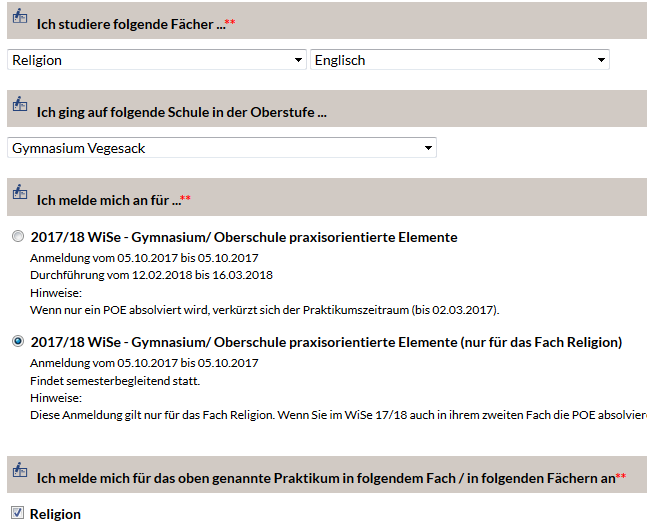 Ich studiere folgende Fächer ...**
Religion Englisch
Ich ging auf folgende Schule in der Oberstufe ...
Gymnasium Vegesack
Ich melde mich an für ...**
2017/18 WiSe - Gymnasium/ Oberschule praxisorientierte Elemente
Anmeldung vom 05.10.2017 bis 05.10.2017
Durchführung vom 12.02.2018 bis 16.03.2018
Hinweise:
Wenn nur ein POE absolviert wird, verkürzt sich der Praktikumszeitraum (bis 02.03.2017).
2017/18 WiSe - Gymnasium/ Oberschule praxisorientierte Elemente (nur für das Fach Religion)
Anmeldung vom 05.10.2017 bis 05.10.2017
Findet semesterbegleitend statt.
Hinweise:
Diese Anmeldung gilt nur für das Fach Religion. Wenn Sie im WiSe 17/18 auch in ihrem zweiten Fach die POE absolviere
Ich melde mich für das oben genannte Praktikum in folgendem Fach / in folgenden Fächern an**
Religion